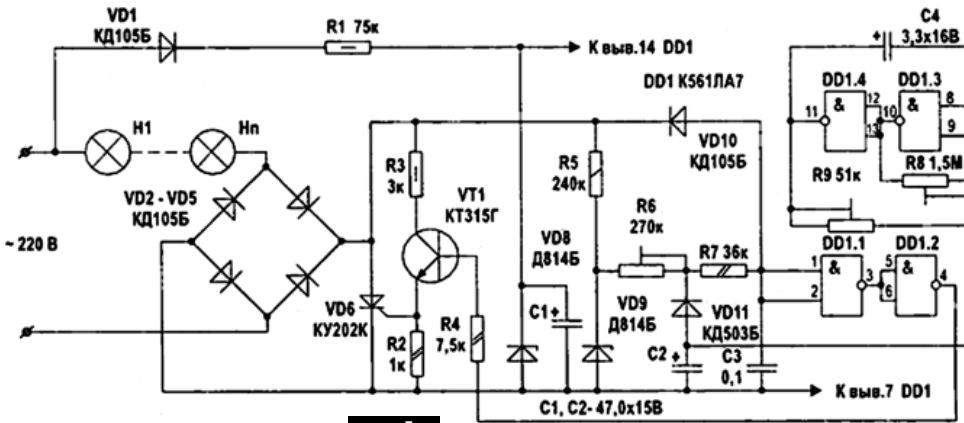 VD1
КД105Б
R1 75к
К выв.14 DD1
C4
3,3x16В
DD1 К561ЛА7
DD1.4
DD1.3
&
&
11
12
13
10
8
9
H1
Hn
R3
3к
VT1
КТ315Г
R5
240к
VD10
КД105Б
R8 1,5М
R9 51к
VD2 - VD5
КД105Б
~ 220 В
R6
270к
VD8
Д814Б
R7 36к
DD1.1
DD1.2
1
2
&
3
5
6
&
4
VD6
КУ202К
R4
7,5к
R2
1к
C1+
VD9
Д814Б
VD11
КД503Б
C2 +
C3
0,1
К выв.7 DD1
C1, C2- 47,0x15В